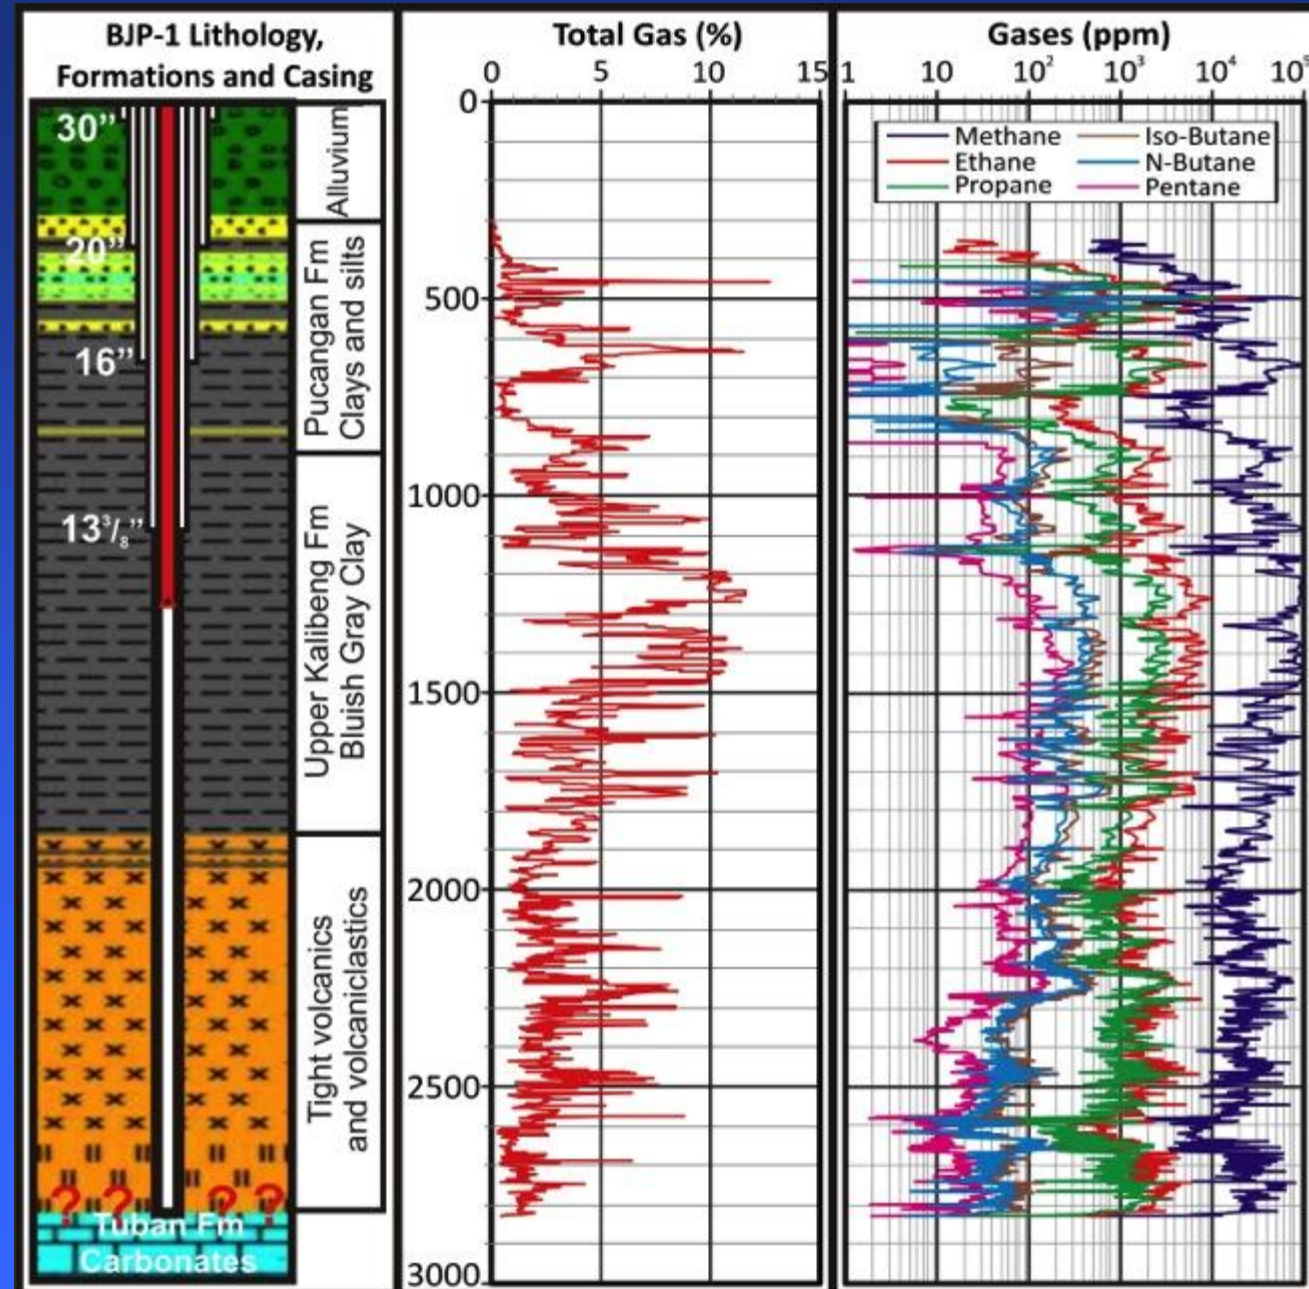 BJP-1 Lithology,
Formations and Casing
30”
20”
16”
13³/₈”
Alluvium
Pucangan Fm
Clays and silts
Upper Kalibeng Fm
Bluish Gray Clay
Tight volcanics
and volcaniclastics
? ? ? ?
Tuban Fm
Carbonates
Total Gas (%)
0 5 10 15
0
500
1000
1500
2000
2500
3000
Gases (ppm)
1 10 10² 10³ 10⁴ 10⁵
Methane Iso-Butane
Ethane N-Butane
Propane Pentane